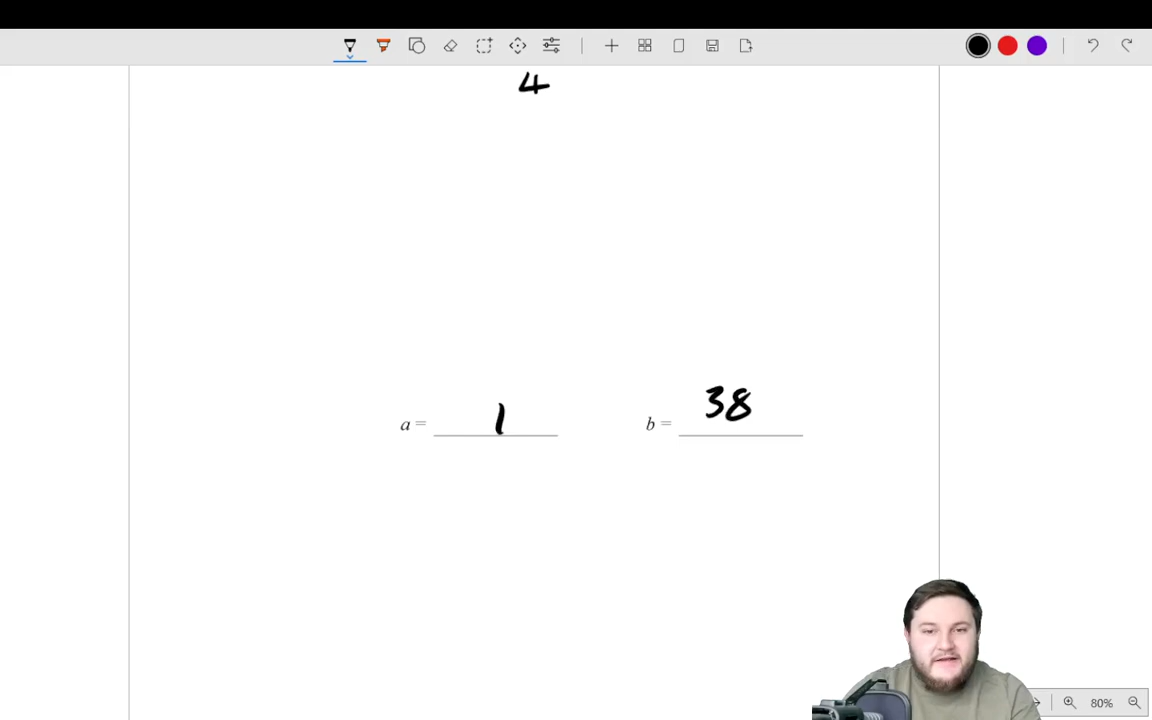 4
a = 1 b = 38
80%